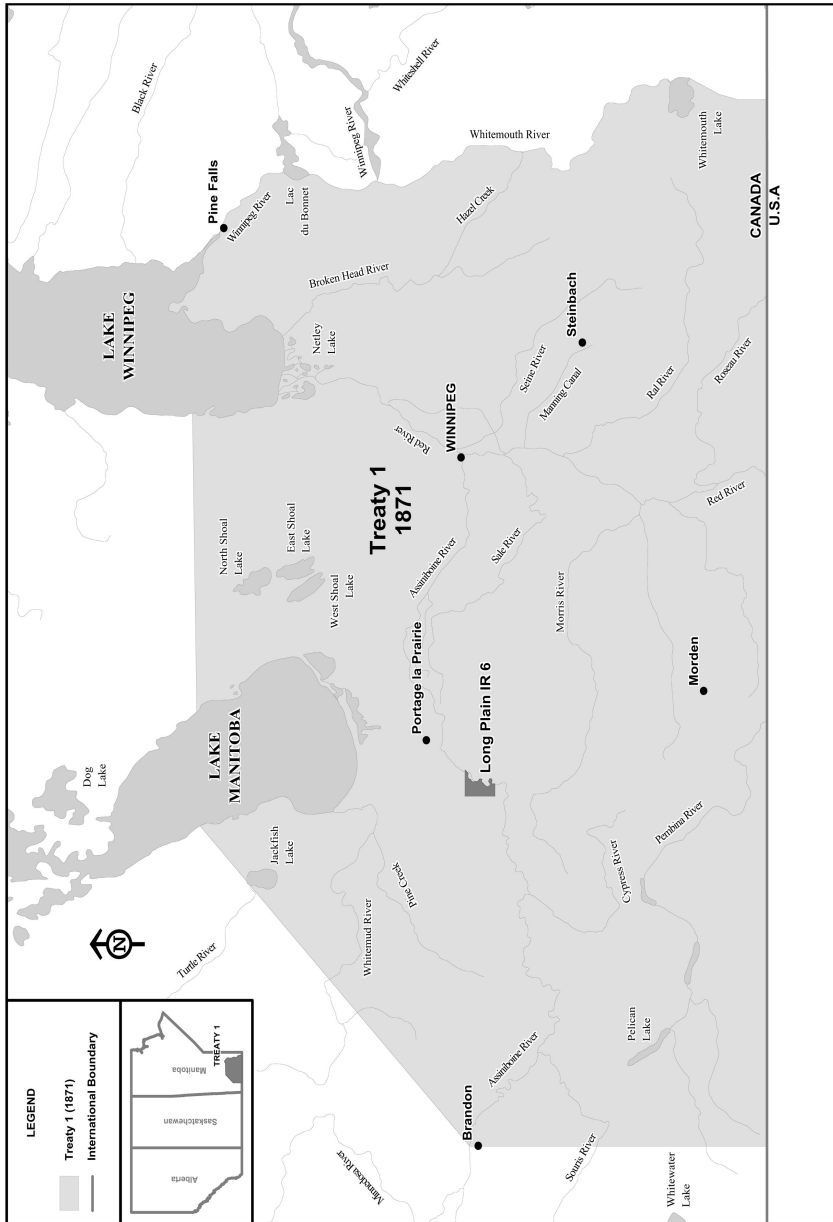 LEGEND
Treaty 1 (1871)
International Boundary
Alberta
Saskatchewan
Manitoba
TREATY 1
N
Turtle River
Minnedosa River
Brandon
Assiniboine River
Souris River
Whitewater
Lake
Pelican
Lake
Dog
Lake
LAKE
MANITOBA
Jackfish
Lake
Whitemud River
Pine Creek
Cypress River
Pembina River
Portage la Prairie
Long Plain IR 6
Morden
North Shoal
Lake
East Shoal
Lake
West Shoal
Lake
Treaty 1
1871
Assiniboine River
Sale River
Morris River
Red River
LAKE
WINNIPEG
Netley
Lake
Red River
WINNIPEG
Seine River
Manning Canal
Steinbach
Ral River
Roseau River
Black River
Pine Falls
Winnipeg River
Lac
du Bonnet
Broken Head River
Hazel Creek
Winnipeg River
Whiteshell River
Whitemouth River
Whitemouth
Lake
CANADA
U.S.A